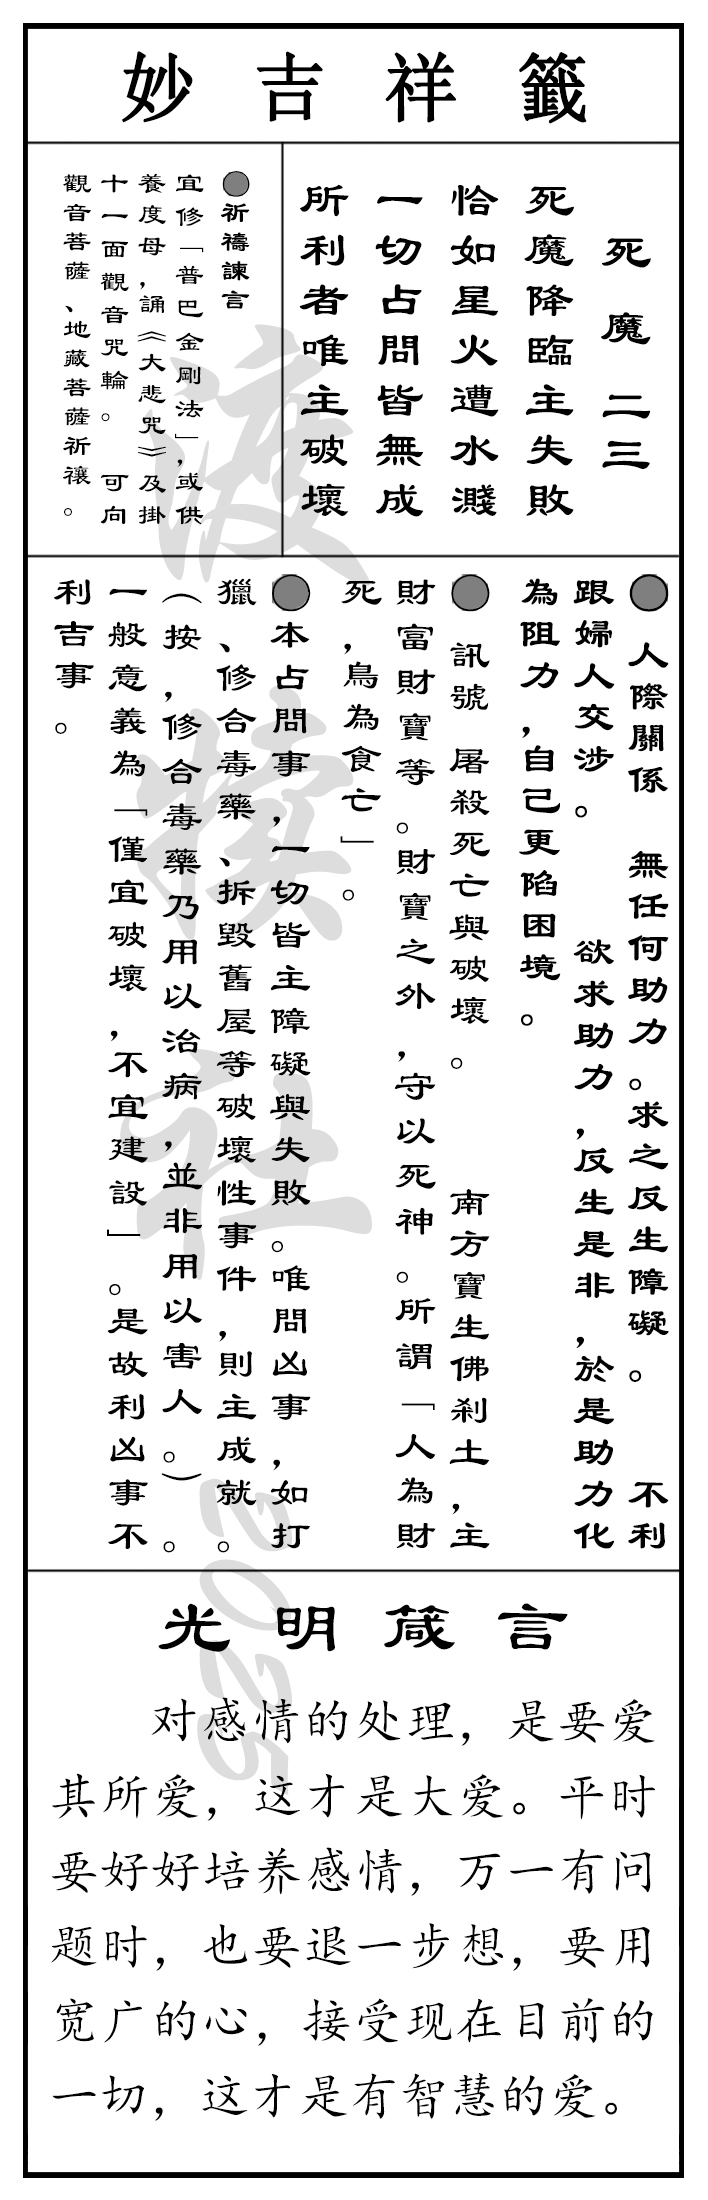 妙吉祥籤
死魔二三
死魔降臨主失敗
恰如星火遭水濺
一切占問皆無成
所利者唯主破壞
●祈禱諫言
宜修「普巴金剛法」,或供
養度母,誦《大悲咒》及掛
十一面觀音咒輪。 可向
觀音菩薩、地藏菩薩祈禳。
● 人際關係 無任何助力。求之反生障礙。 不利
跟婦人交涉。 欲求助力,反生是非,於是助力化
為阻力,自己更陷困境。
● 訊號 屠殺死亡與破壞。 南方寶生佛剎土,主
財富財寶等。財寶之外,守以死神。所謂「人為財
死,鳥為食亡」。
●本占問事,一切皆主障礙與失敗。唯問凶事,如打
獵、修合毒藥、拆毀舊屋等破壞性事件,則主成就。
(按,修合毒藥乃用以治病,並非用以害人。)。
一般意義為「僅宜破壞,不宜建設」。是故利凶事不
利吉事。
光明箴言
对感情的处理，是要爱
其所爱，这才是大爱。平时
要好好培养感情，万一有问
题时，也要退一步想，要用
宽广的心，接受现在目前的
一切，这才是有智慧的爱。
渡犊社2025